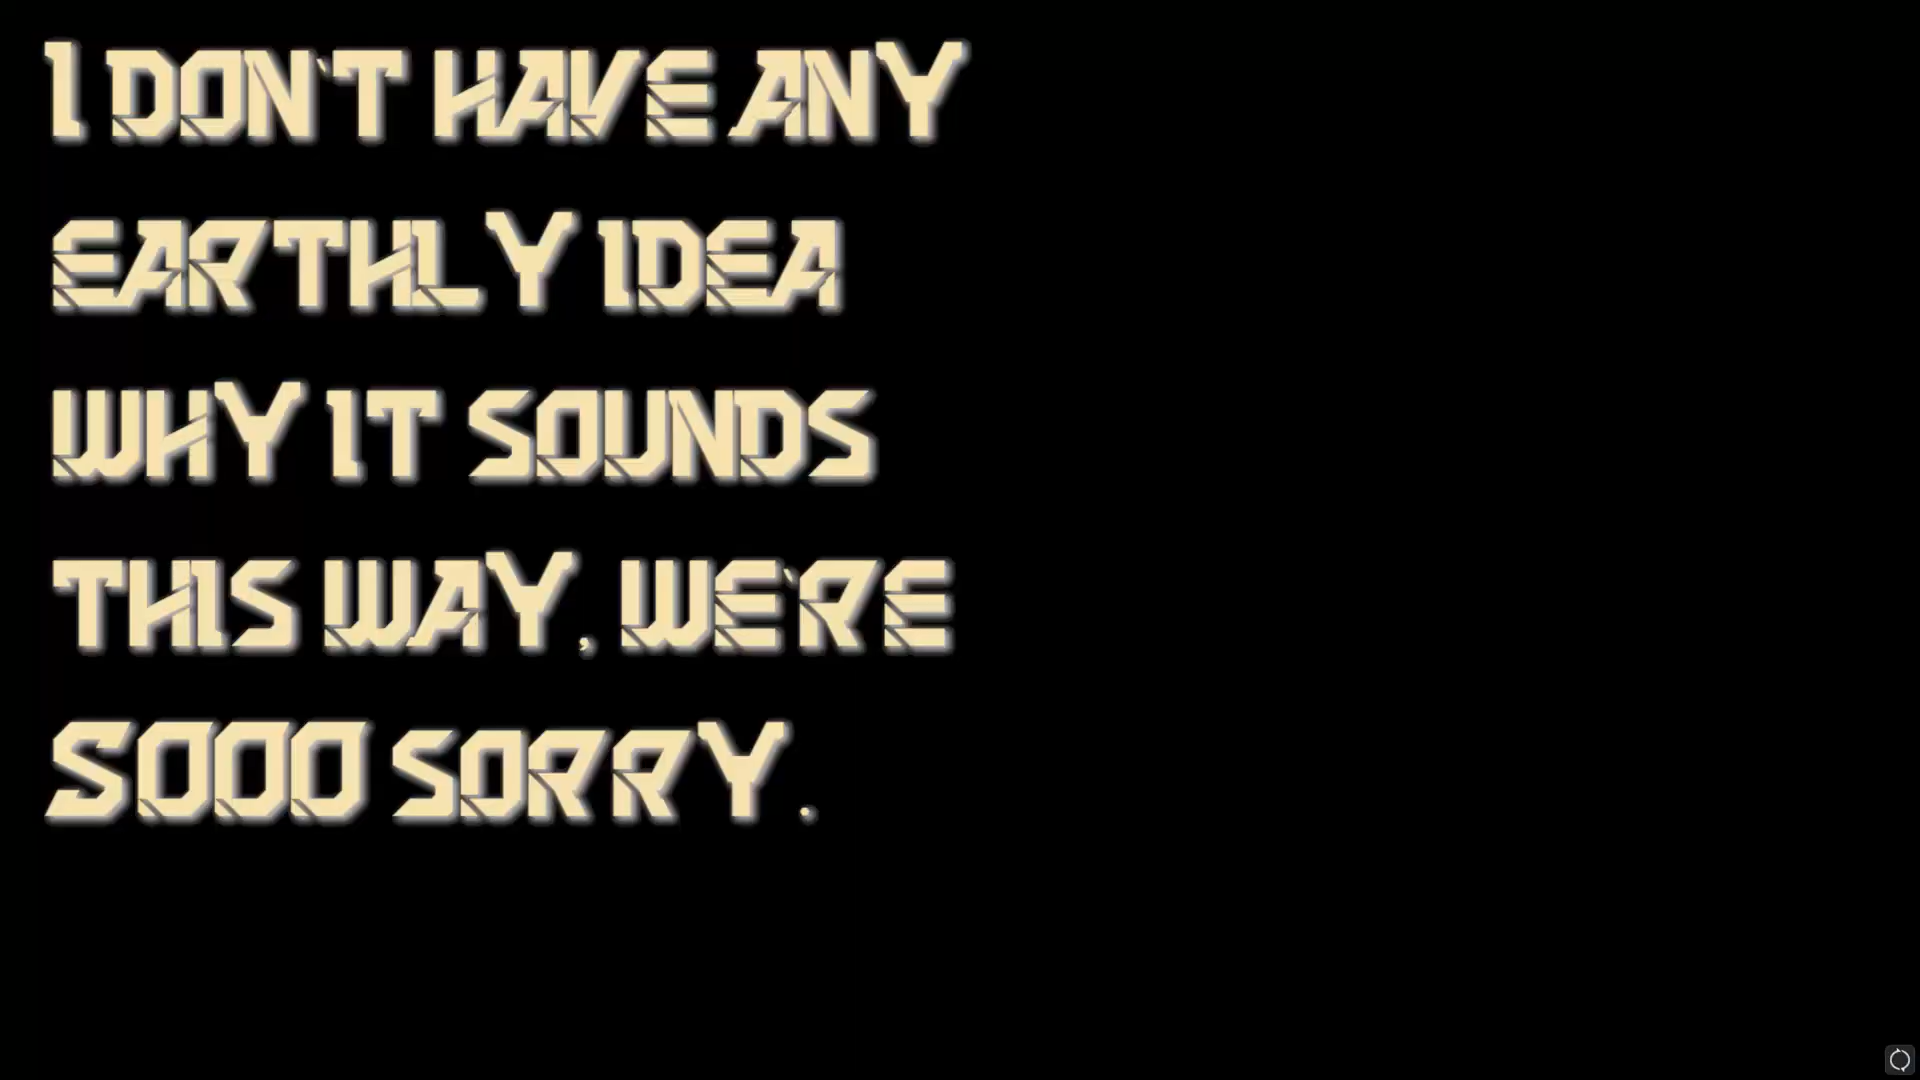 I DON'T HAVE ANY
EARTHLY IDEA
WHY IT SOUNDS
THIS WAY, WE'RE
SOOO SORRY.